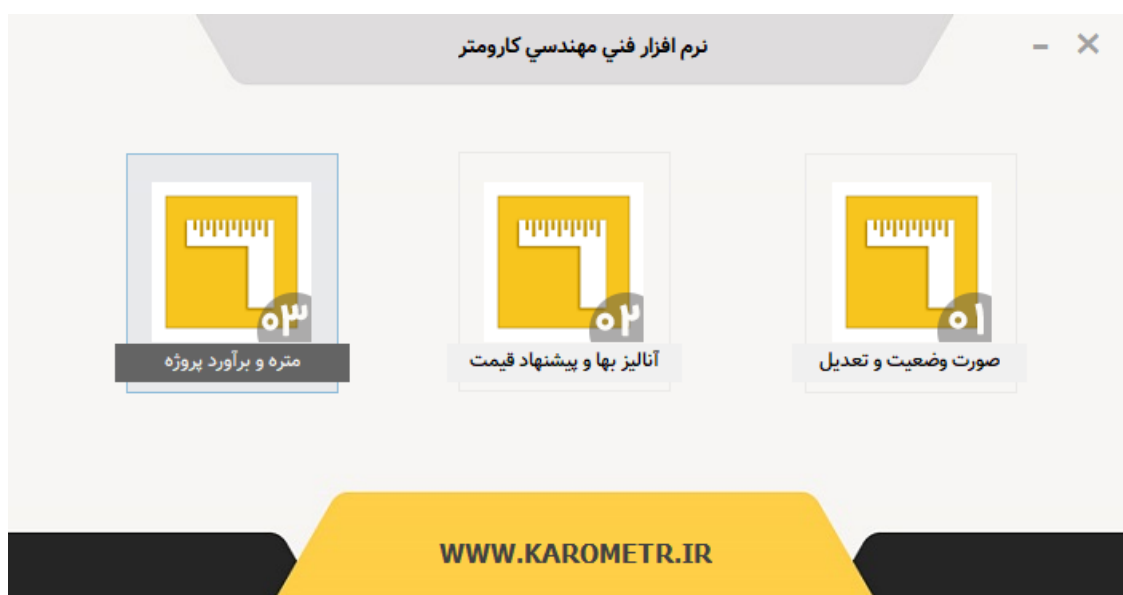 نرم افزار فني مهندسي كارومتر
۰۱
صورت وضعیت و تعدیل
۰۲
آنالیز بها و پیشنهاد قیمت
۰۳
متره و برآورد پروژه
WWW.KAROMETR.IR